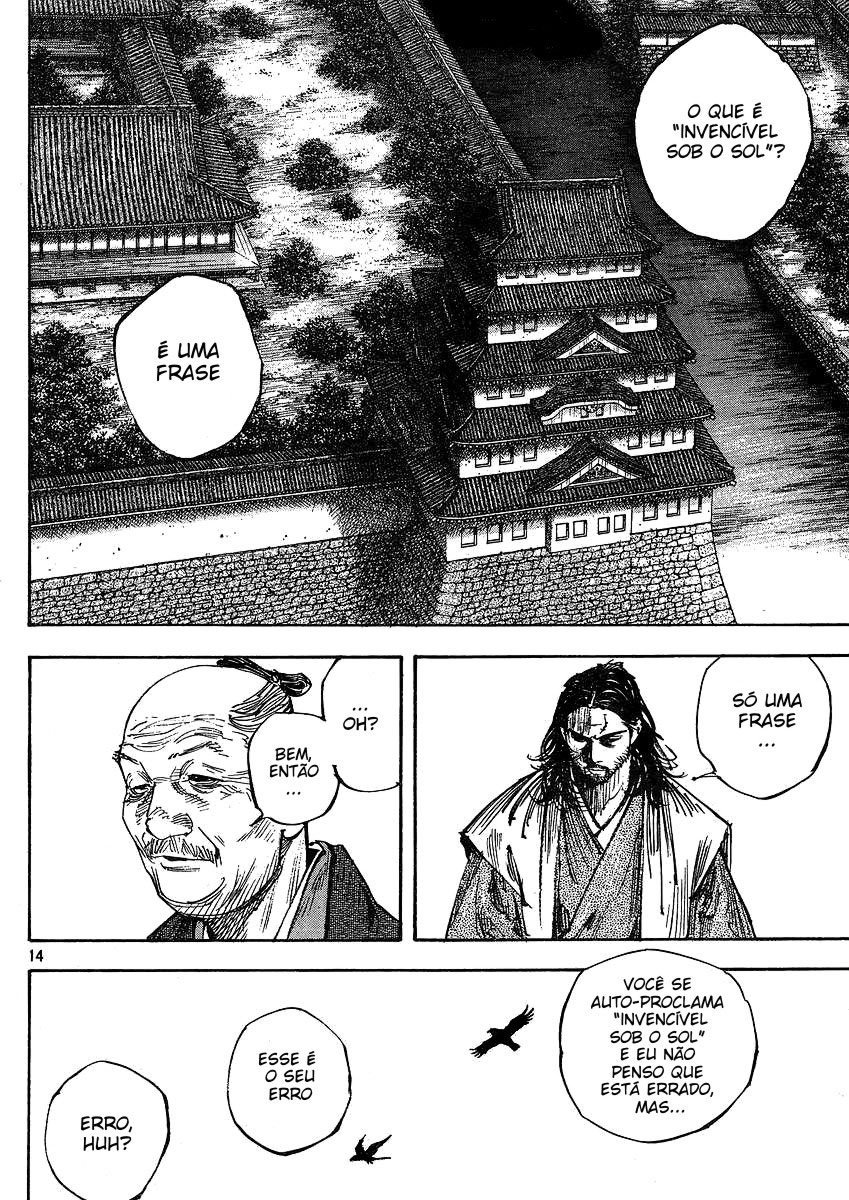 O QUE É
"INVENCÍVEL
SOB O SOL"?
É UMA
FRASE
SÓ UMA
FRASE
...
...
OH?
BEM,
ENTÃO
...
14
VOCÊ SE
AUTO-PROCLAMA
"INVENCÍVEL
SOB O SOL"
E EU NÃO
PENSO QUE
ESTÁ ERRADO,
MAS...
ESSE É
O SEU
ERRO
ERRO,
HUH?